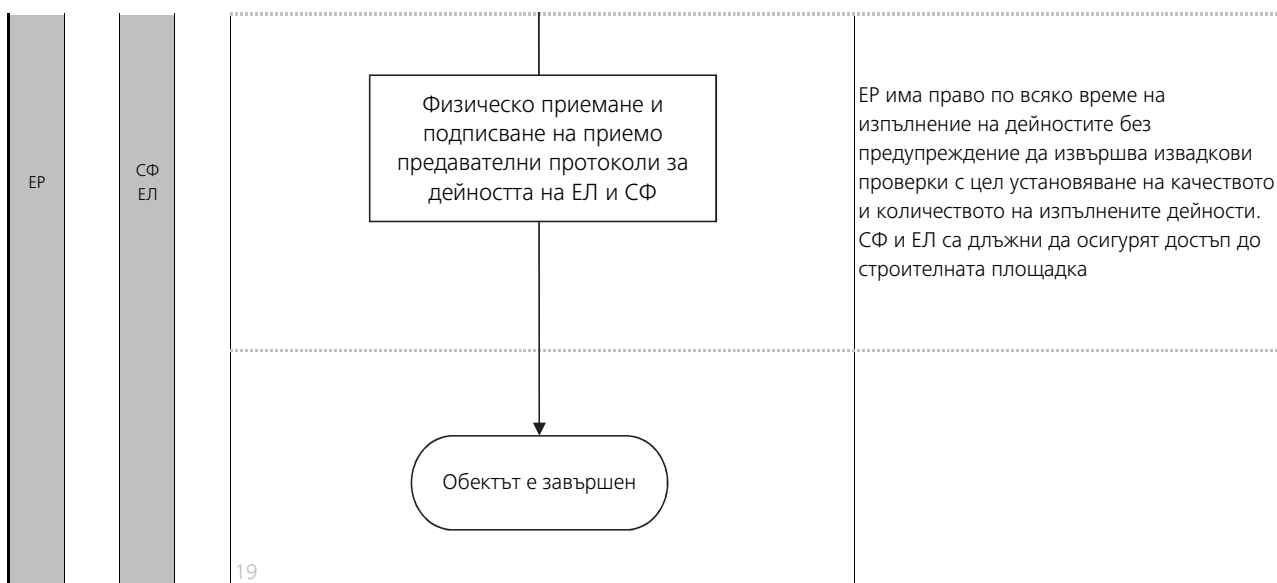 ЕР
СФ
ЕЛ
Физическо приемане и
подписване на приемо
предавателни протоколи за
дейността на ЕЛ и СФ
ЕР има право по всяко време на
изпълнение на дейностите без
предупреждение да извършва извадкови
проверки с цел установяване на качеството
и количеството на изпълнените дейности.
СФ и ЕЛ са длъжни да осигурят достъп до
строителната площадка
Обектът е завършен
19